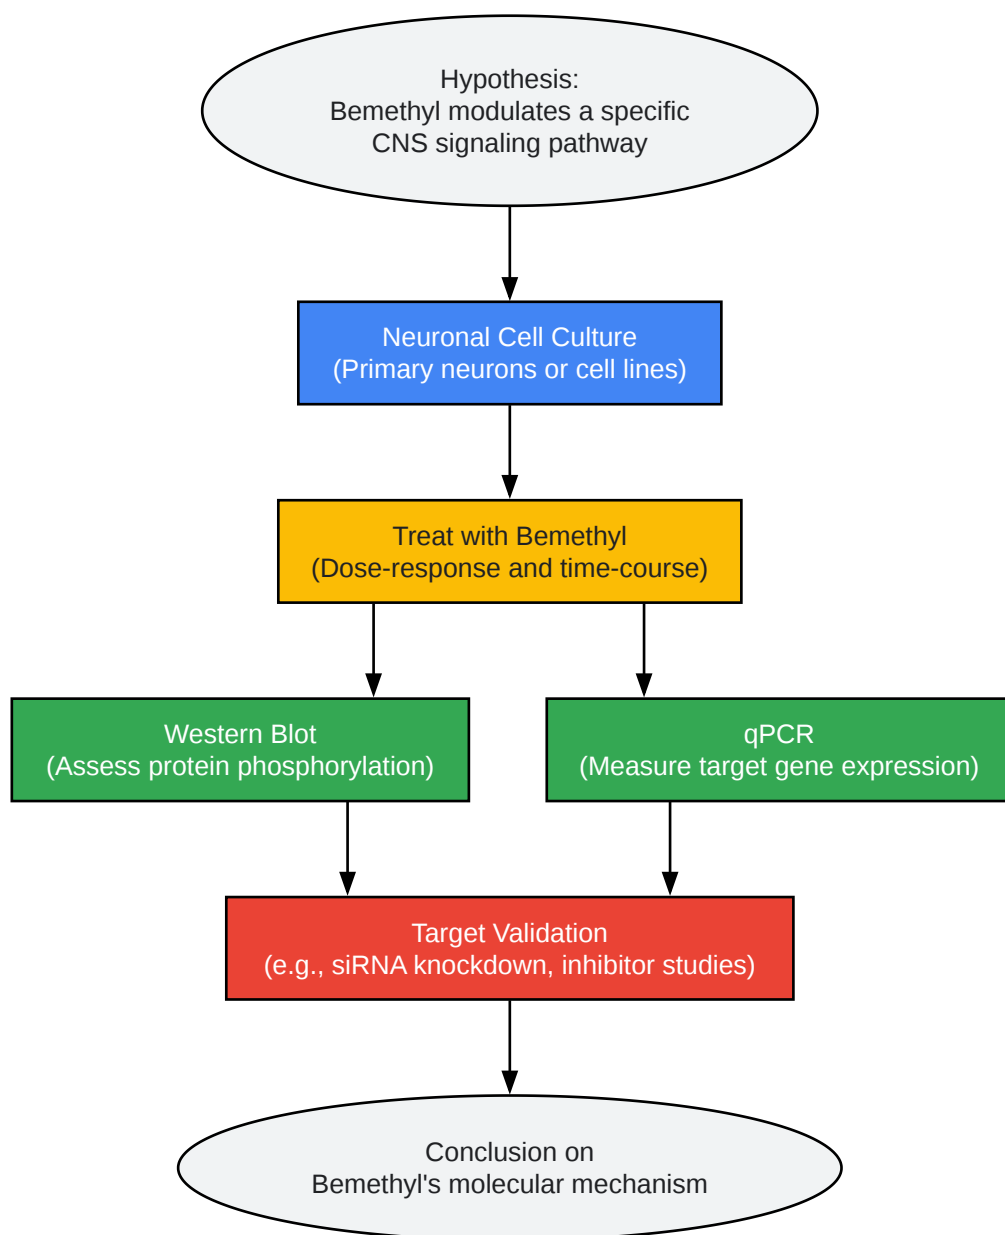 Hypothesis:
Bemethyl modulates a specific
CNS signaling pathway
Neuronal Cell Culture
(Primary neurons or cell lines)
Treat with Bemethyl
(Dose-response and time-course)
Western Blot
(Assess protein phosphorylation)
qPCR
(Measure target gene expression)
Target Validation
(e.g., siRNA knockdown, inhibitor studies)
Conclusion on
Bemethyl's molecular mechanism